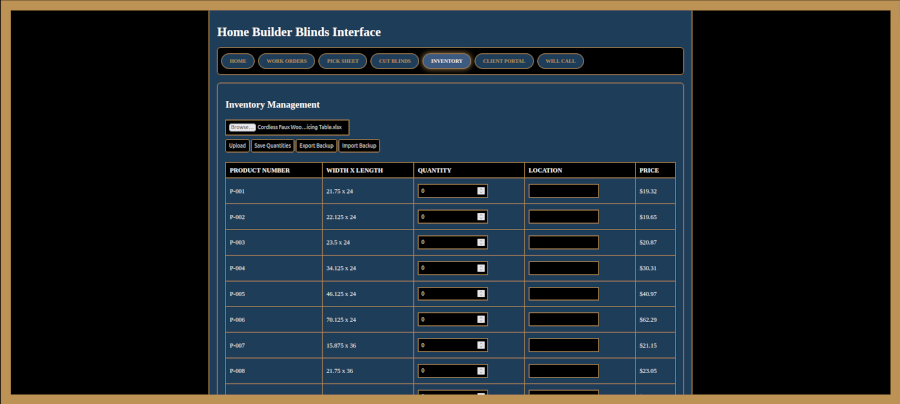 Home Builder Blinds Interface
HOME WORK ORDERS PICK SHEET CUT BLINDS INVENTORY CLIENT PORTAL WILL CALL
Inventory Management
Browse... Cordless Faux Woo...icing Table.xlsx
Upload Save Quantities Export Backup Import Backup
PRODUCT NUMBER WIDTH X LENGTH QUANTITY LOCATION PRICE
P-001 21.75 x 24 0 $19.32
P-002 22.125 x 24 0 $19.65
P-003 23.5 x 24 0 $20.87
P-004 34.125 x 24 0 $30.31
P-005 46.125 x 24 0 $40.97
P-006 70.125 x 24 0 $62.29
P-007 15.875 x 36 0 $21.15
P-008 21.75 x 36 0 $23.05